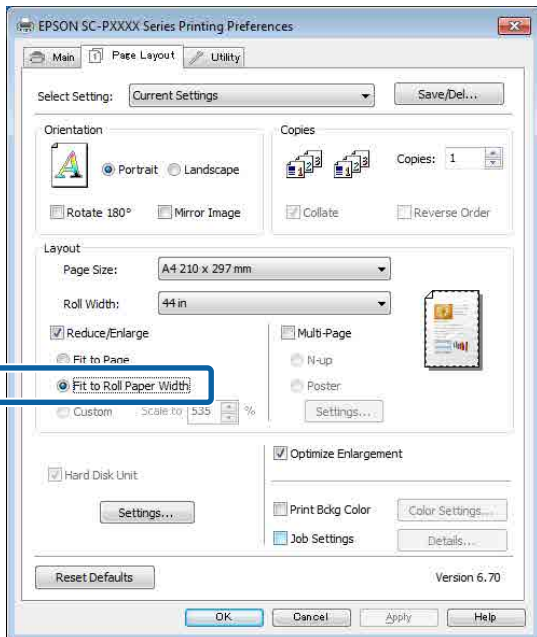 EPSON SC-PXXXX Series Printing Preferences
Main Page Layout Utility
Select Setting: Current Settings Save/Del...
Orientation
Portrait Landscape
Rotate 180° Mirror Image
Copies
Copies: 1
Collate Reverse Order
Layout
Page Size: A4 210 x 297 mm
Roll Width: 44 in
Reduce/Enlarge
Fit to Page
Fit to Roll Paper Width
Custom Scale to 535 %
Multi-Page
N-up
Poster
Settings...
Hard Disk Unit
Settings...
Optimize Enlargement
Print Bckg Color Color Settings...
Job Settings Details...
Reset Defaults Version 6.70
OK Cancel Apply Help